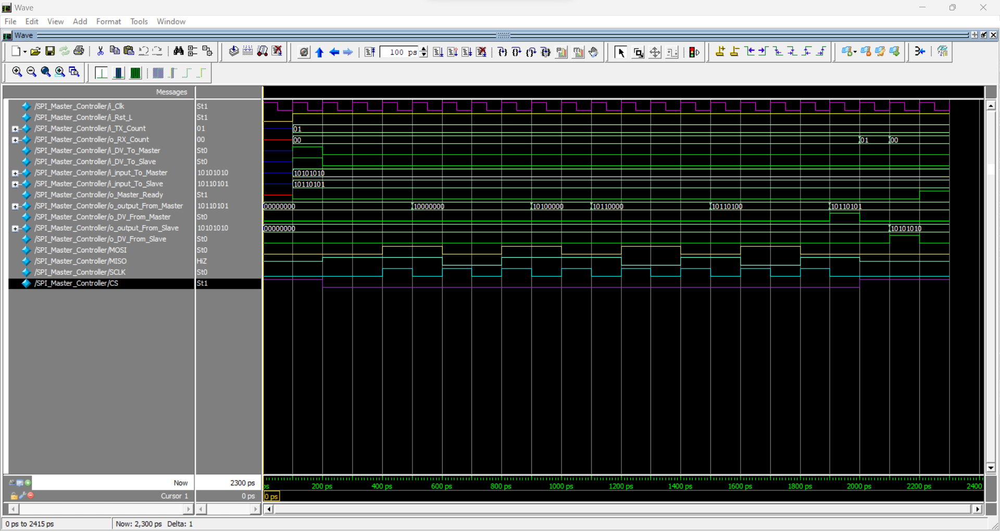 Wave
File Edit View Add Format Tools Window
Wave
100 ps
Messages
/SPI_Master_Controller/i_Clk St1
/SPI_Master_Controller/i_Rst_L St1
/SPI_Master_Controller/i_TX_Count 01 01
/SPI_Master_Controller/o_RX_Count 00 00 01 00
/SPI_Master_Controller/i_DV_To_Master St0
/SPI_Master_Controller/i_DV_To_Slave St0
/SPI_Master_Controller/i_input_To_Master 10101010 10101010
/SPI_Master_Controller/i_input_To_Slave 10110101 10110101
/SPI_Master_Controller/o_Master_Ready St1
/SPI_Master_Controller/o_output_From_Master 10110101 00000000 10000000 10100000 10110000 10110100 10110101
/SPI_Master_Controller/o_DV_From_Master St0
/SPI_Master_Controller/o_output_From_Slave 10101010 00000000 10101010
/SPI_Master_Controller/o_DV_From_Slave St0
/SPI_Master_Controller/MOSI St0
/SPI_Master_Controller/MISO HiZ
/SPI_Master_Controller/SCLK St0
/SPI_Master_Controller/CS St1
Now 2300 ps
ps 200 ps 400 ps 600 ps 800 ps 1000 ps 1200 ps 1400 ps 1600 ps 1800 ps 2000 ps 2200 ps 2400
Cursor 1 0 ps 0 ps
0 ps to 2415 ps Now: 2,300 ps Delta: 1